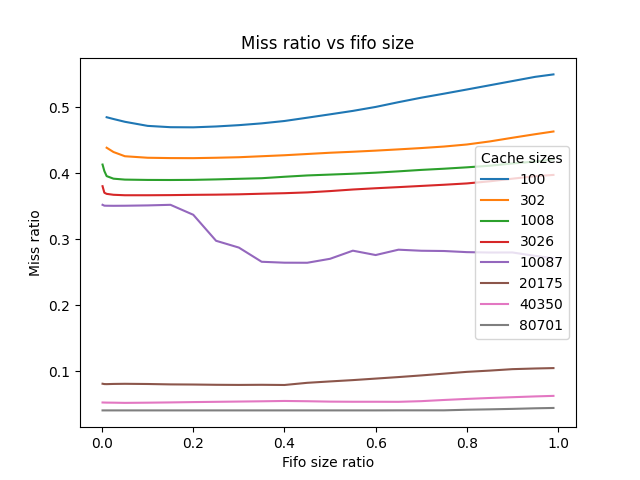 Miss ratio vs fifo size
Miss ratio
0.5
0.4
0.3
0.2
0.1
0.0 0.2 0.4 0.6 0.8 1.0
Fifo size ratio
Cache sizes
100
302
1008
3026
10087
20175
40350
80701